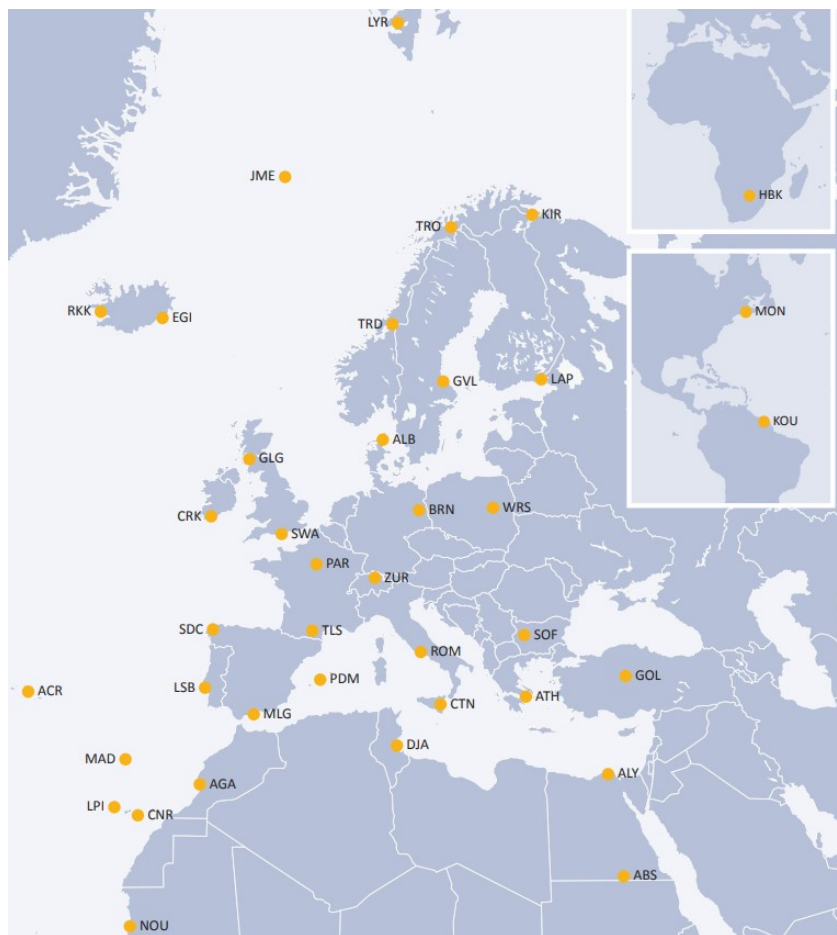 LYR
HBK
JME
KIR
TRO
RKK
EGI
MON
TRD
GVL
LAP
KOU
ALB
GLG
CRK
BRN
WRS
SWA
PAR
ZUR
SDC
TLS
SOF
ROM
GOL
ACR
LSB
PDM
ATH
CTN
MLG
DJA
MAD
ALY
AGA
LPI
CNR
ABS
NOU